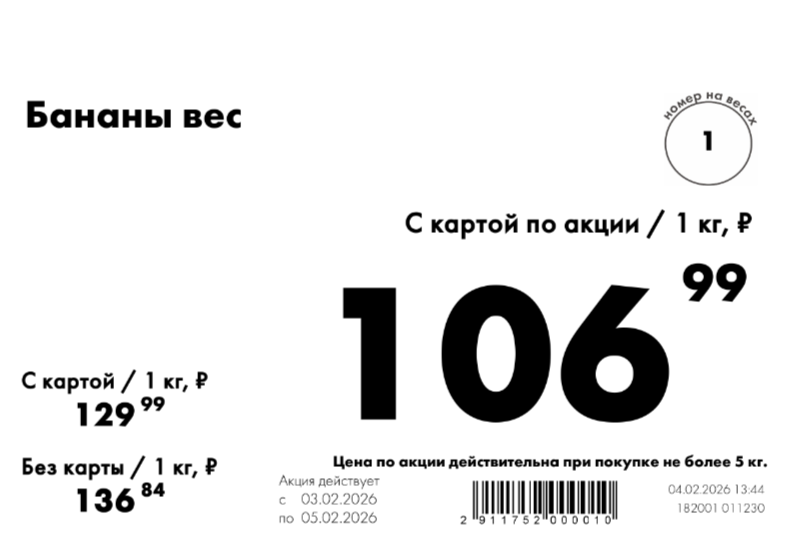 Бананы вес
номер на весах
1
С картой по акции / 1 кг, ₽
106 99
С картой / 1 кг, ₽
129 99
Без карты / 1 кг, ₽
136 84
Цена по акции действительна при покупке не более 5 кг.
Акция действует
с 03.02.2026
по 05.02.2026
2 911752 000010
04.02.2026 13:44
182001 011230